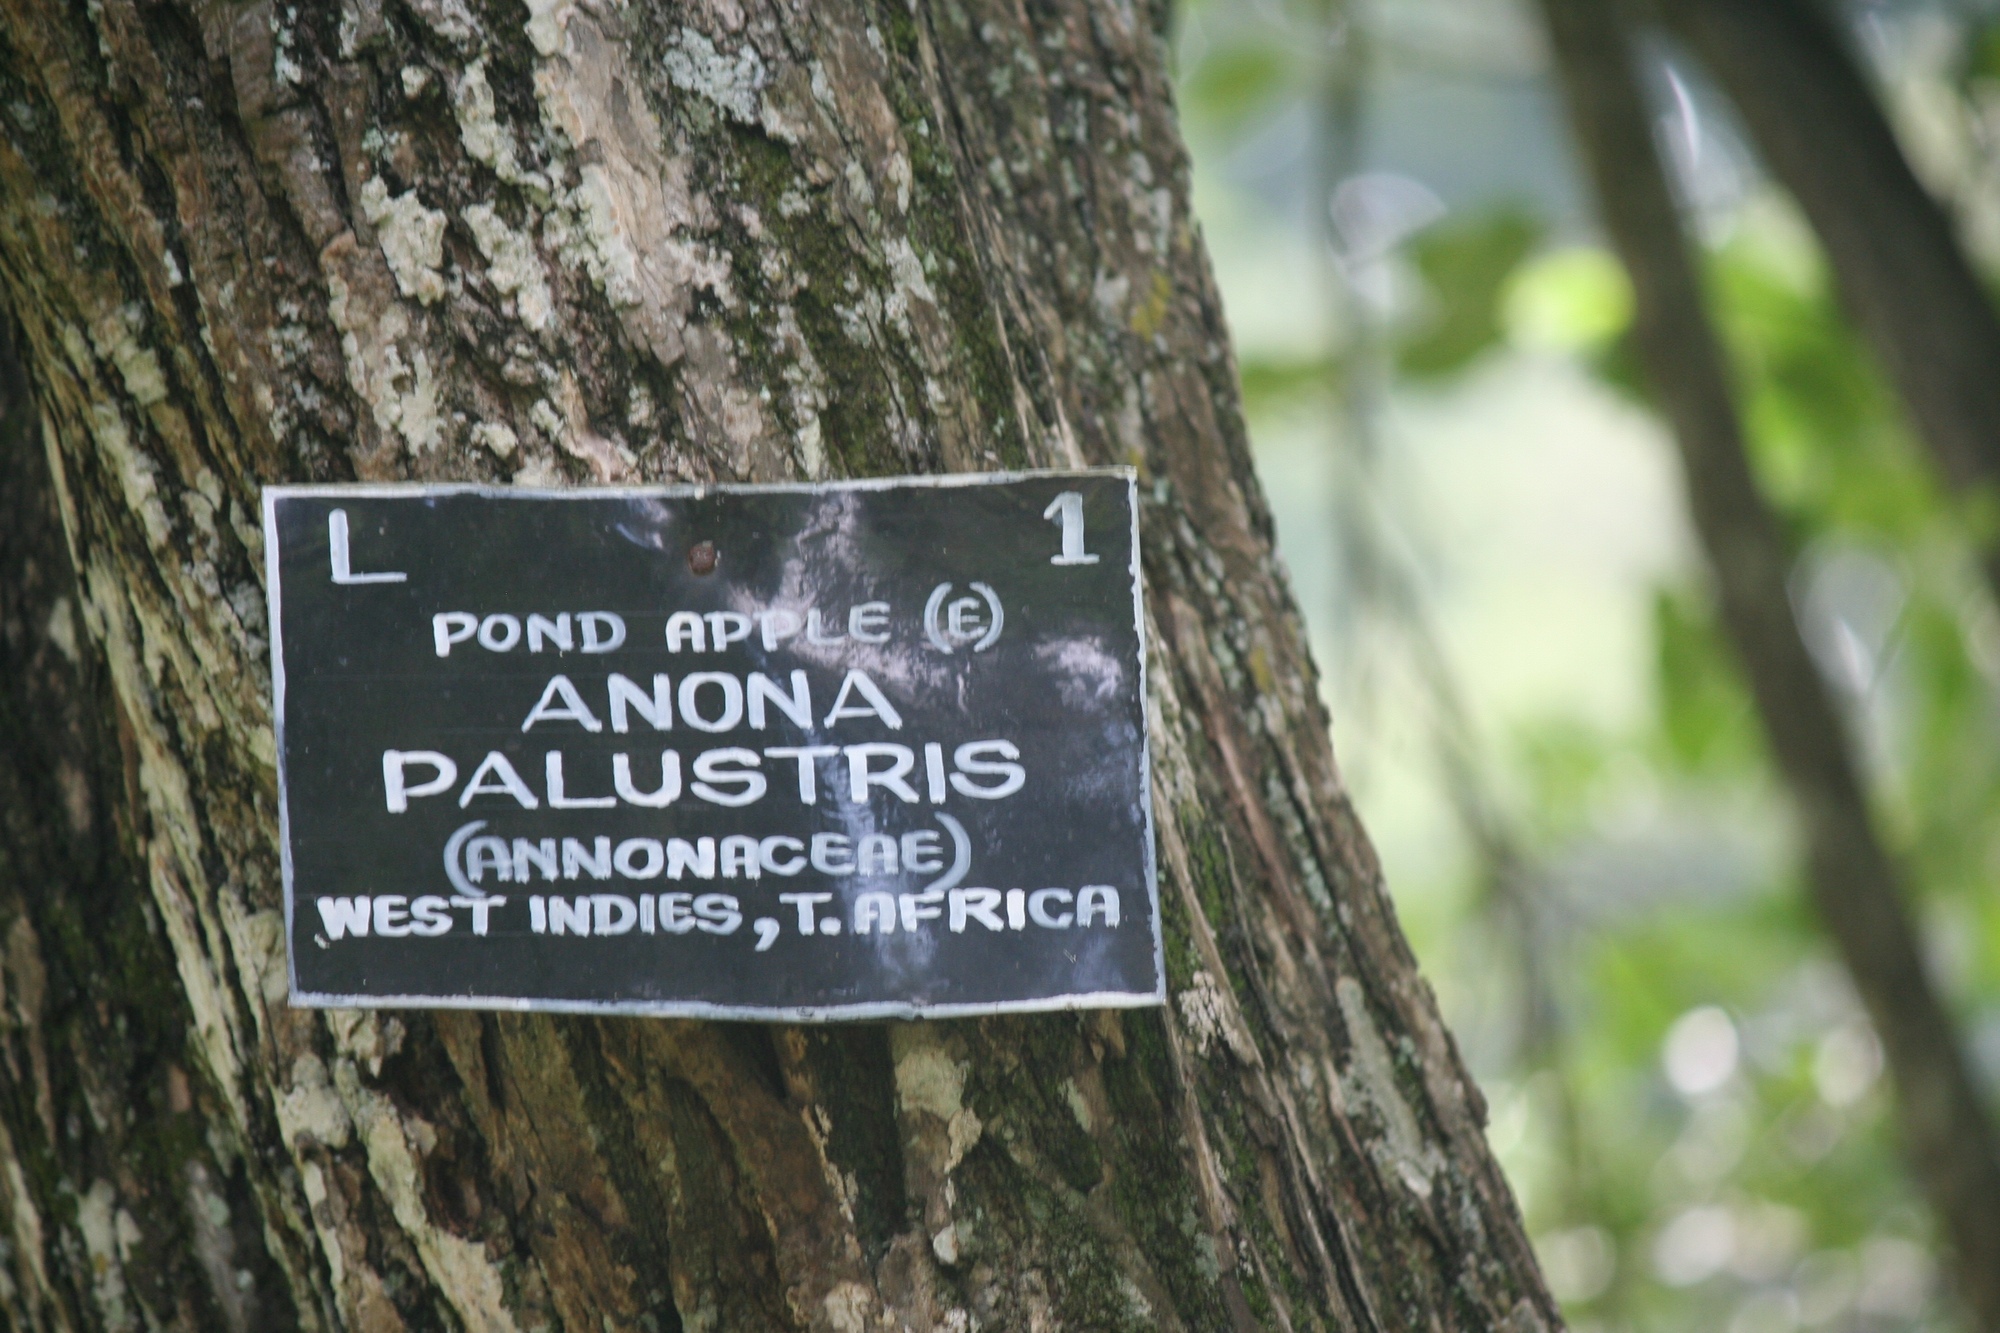 L 1
POND APPLE (E)
ANONA
PALUSTRIS
(ANNONACEAE)
WEST INDIES, T. AFRICA